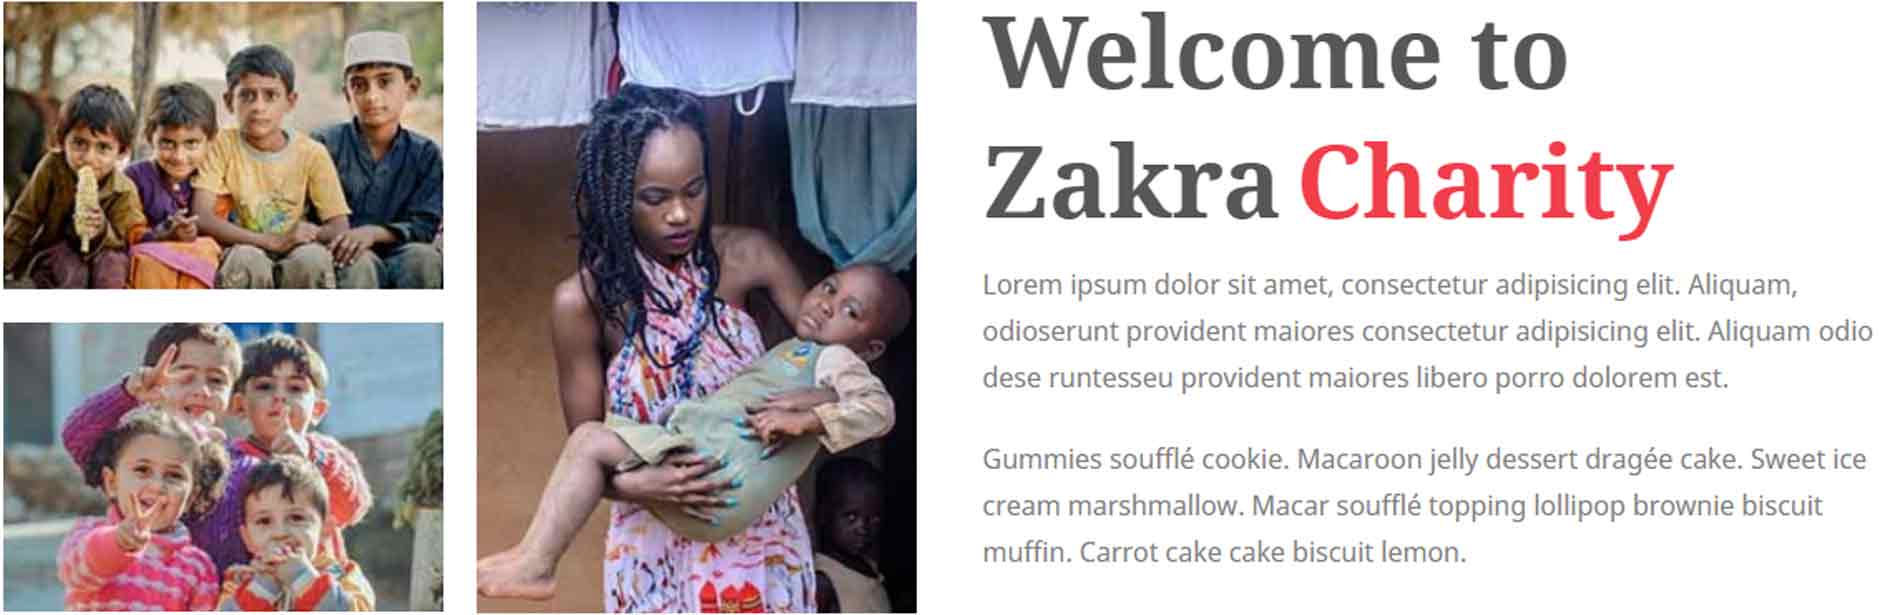 Welcome to
Zakra Charity
Lorem ipsum dolor sit amet, consectetur adipisicing elit. Aliquam,
odioserunt provident maiores consectetur adipisicing elit. Aliquam odio
dese runtesseu provident maiores libero porro dolorem est.
Gummies soufflé cookie. Macaroon jelly dessert dragée cake. Sweet ice
cream marshmallow. Macar soufflé topping lollipop brownie biscuit
muffin. Carrot cake cake biscuit lemon.